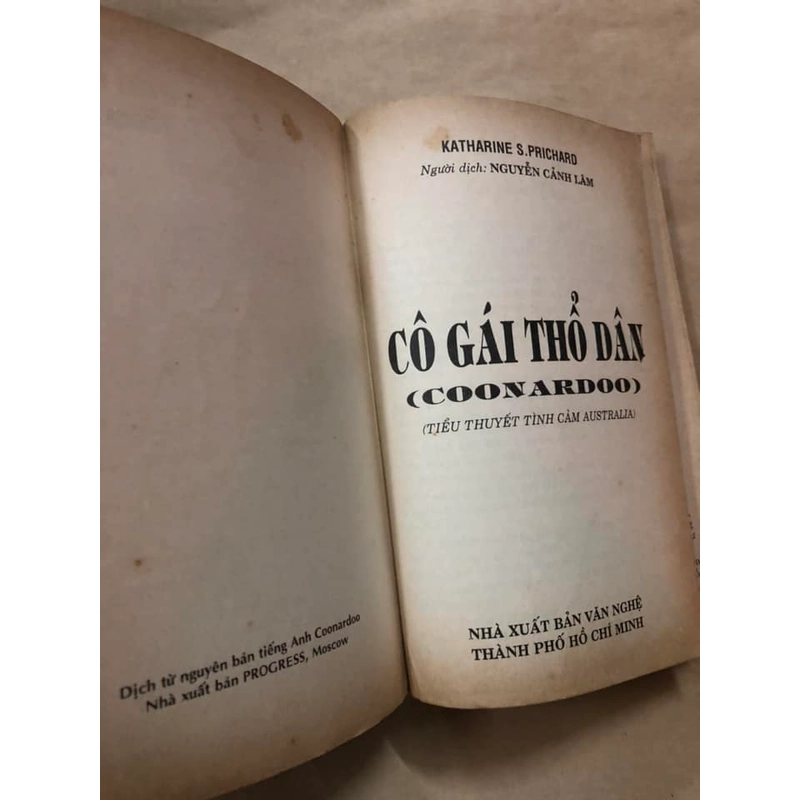 Dịch từ nguyên bản tiếng Anh Coonardoo
Nhà xuất bản PROGRESS, Moscow
KATHARINE S.PRICHARD
Người dịch: NGUYỄN CẢNH LÂM
CÔ GÁI THỔ DÂN
(COONARDOO)
(TIỂU THUYẾT TÌNH CẢM AUSTRALIA)
NHÀ XUẤT BẢN VĂN NGHỆ
THÀNH PHỐ HỒ CHÍ MINH